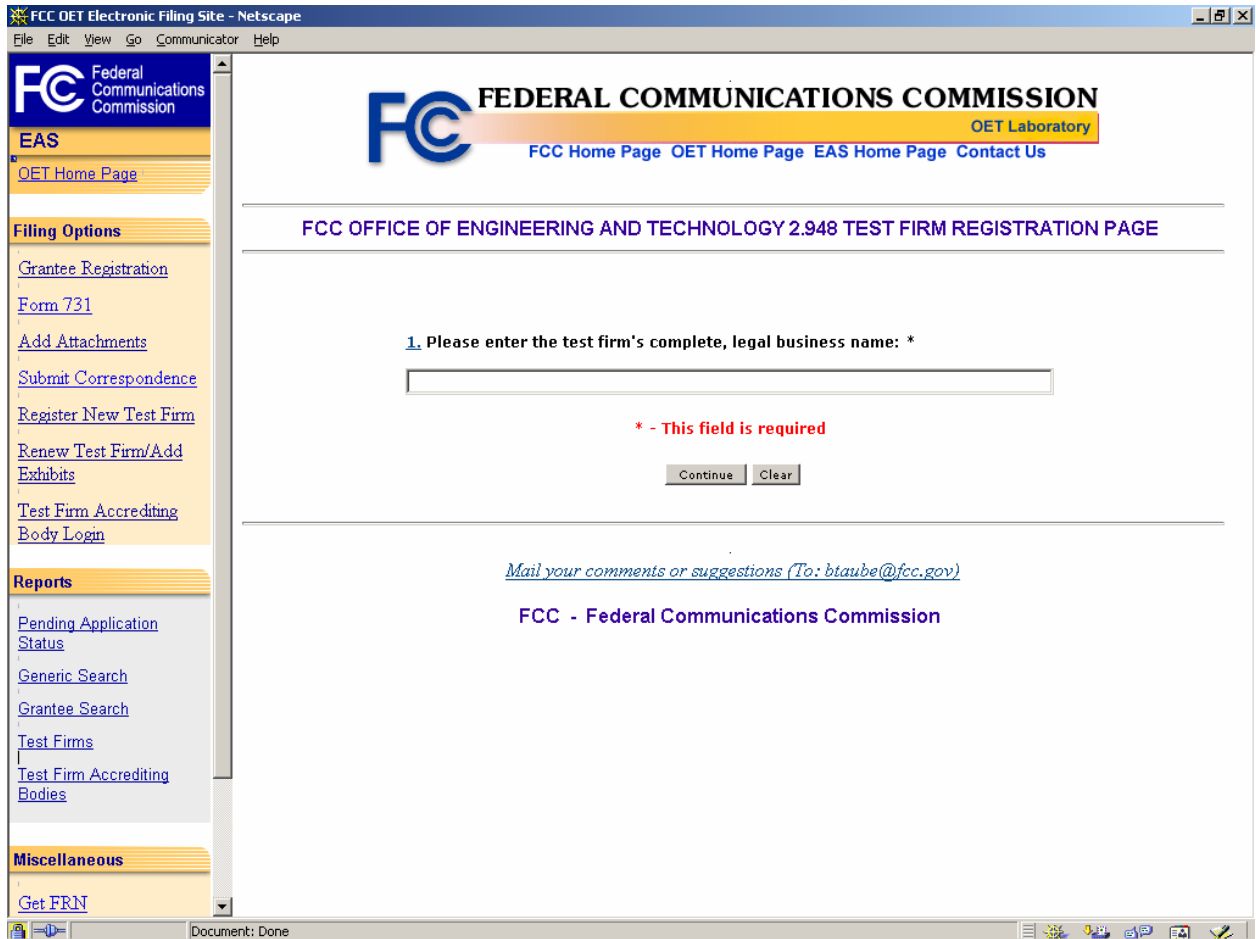 FCC OET Electronic Filing Site - Netscape
File Edit View Go Communicator Help
FCC Federal
Communications
Commission
EAS
OET Home Page
Filing Options
Grantee Registration
Form 731
Add Attachments
Submit Correspondence
Register New Test Firm
Renew Test Firm/Add
Exhibits
Test Firm Accrediting
Body Login
Reports
Pending Application
Status
Generic Search
Grantee Search
Test Firms
Test Firm Accrediting
Bodies
Miscellaneous
Get FRN
FCC FEDERAL COMMUNICATIONS COMMISSION
OET Laboratory
FCC Home Page OET Home Page EAS Home Page Contact Us
FCC OFFICE OF ENGINEERING AND TECHNOLOGY 2.948 TEST FIRM REGISTRATION PAGE
1. Please enter the test firm's complete, legal business name: *
* - This field is required
Continue Clear
Mail your comments or suggestions (To: btaube@fcc.gov)
FCC - Federal Communications Commission
Document: Done